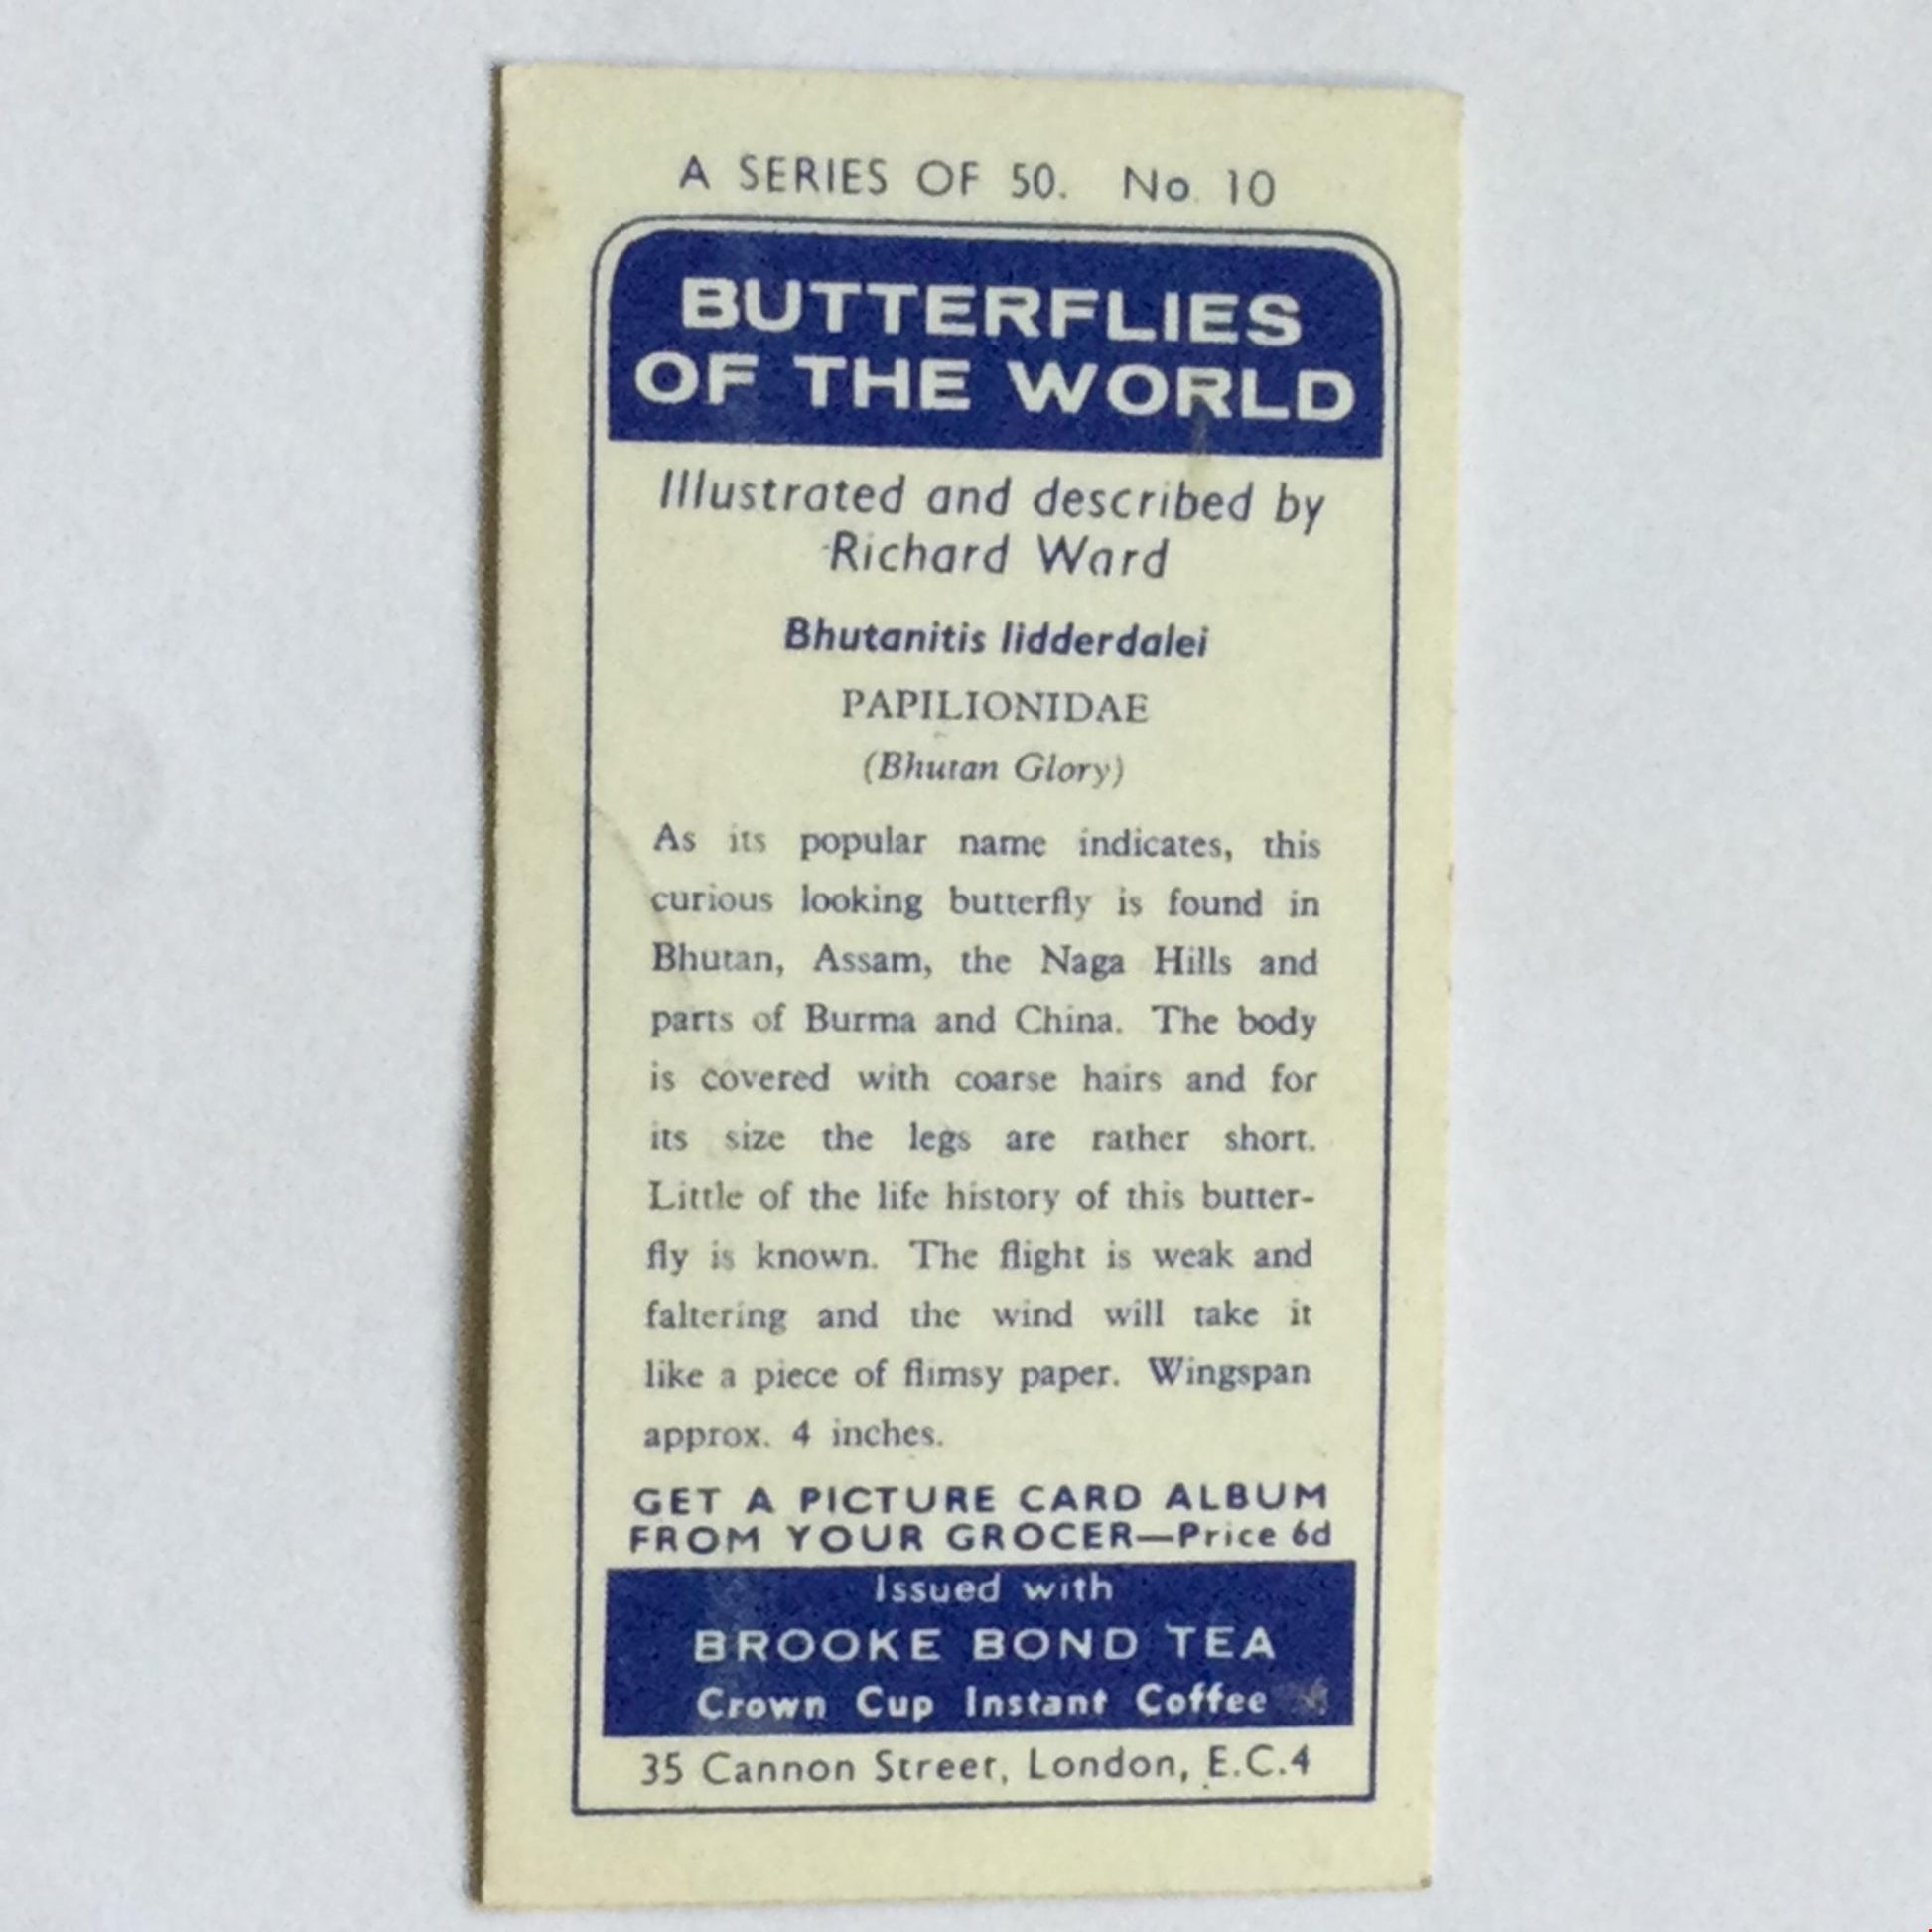 A SERIES OF 50. No. 10
BUTTERFLIES
OF THE WORLD
Illustrated and described by
Richard Ward
Bhutanitis lidderdalei
PAPILIONIDAE
(Bhutan Glory)
As its popular name indicates, this
curious looking butterfly is found in
Bhutan, Assam, the Naga Hills and
parts of Burma and China. The body
is covered with coarse hairs and for
its size the legs are rather short.
Little of the life history of this butter-
fly is known. The flight is weak and
faltering and the wind will take it
like a piece of flimsy paper. Wingspan
approx. 4 inches.
GET A PICTURE CARD ALBUM
FROM YOUR GROCER—Price 6d
Issued with
BROOKE BOND TEA
Crown Cup Instant Coffee
35 Cannon Street, London, E.C.4